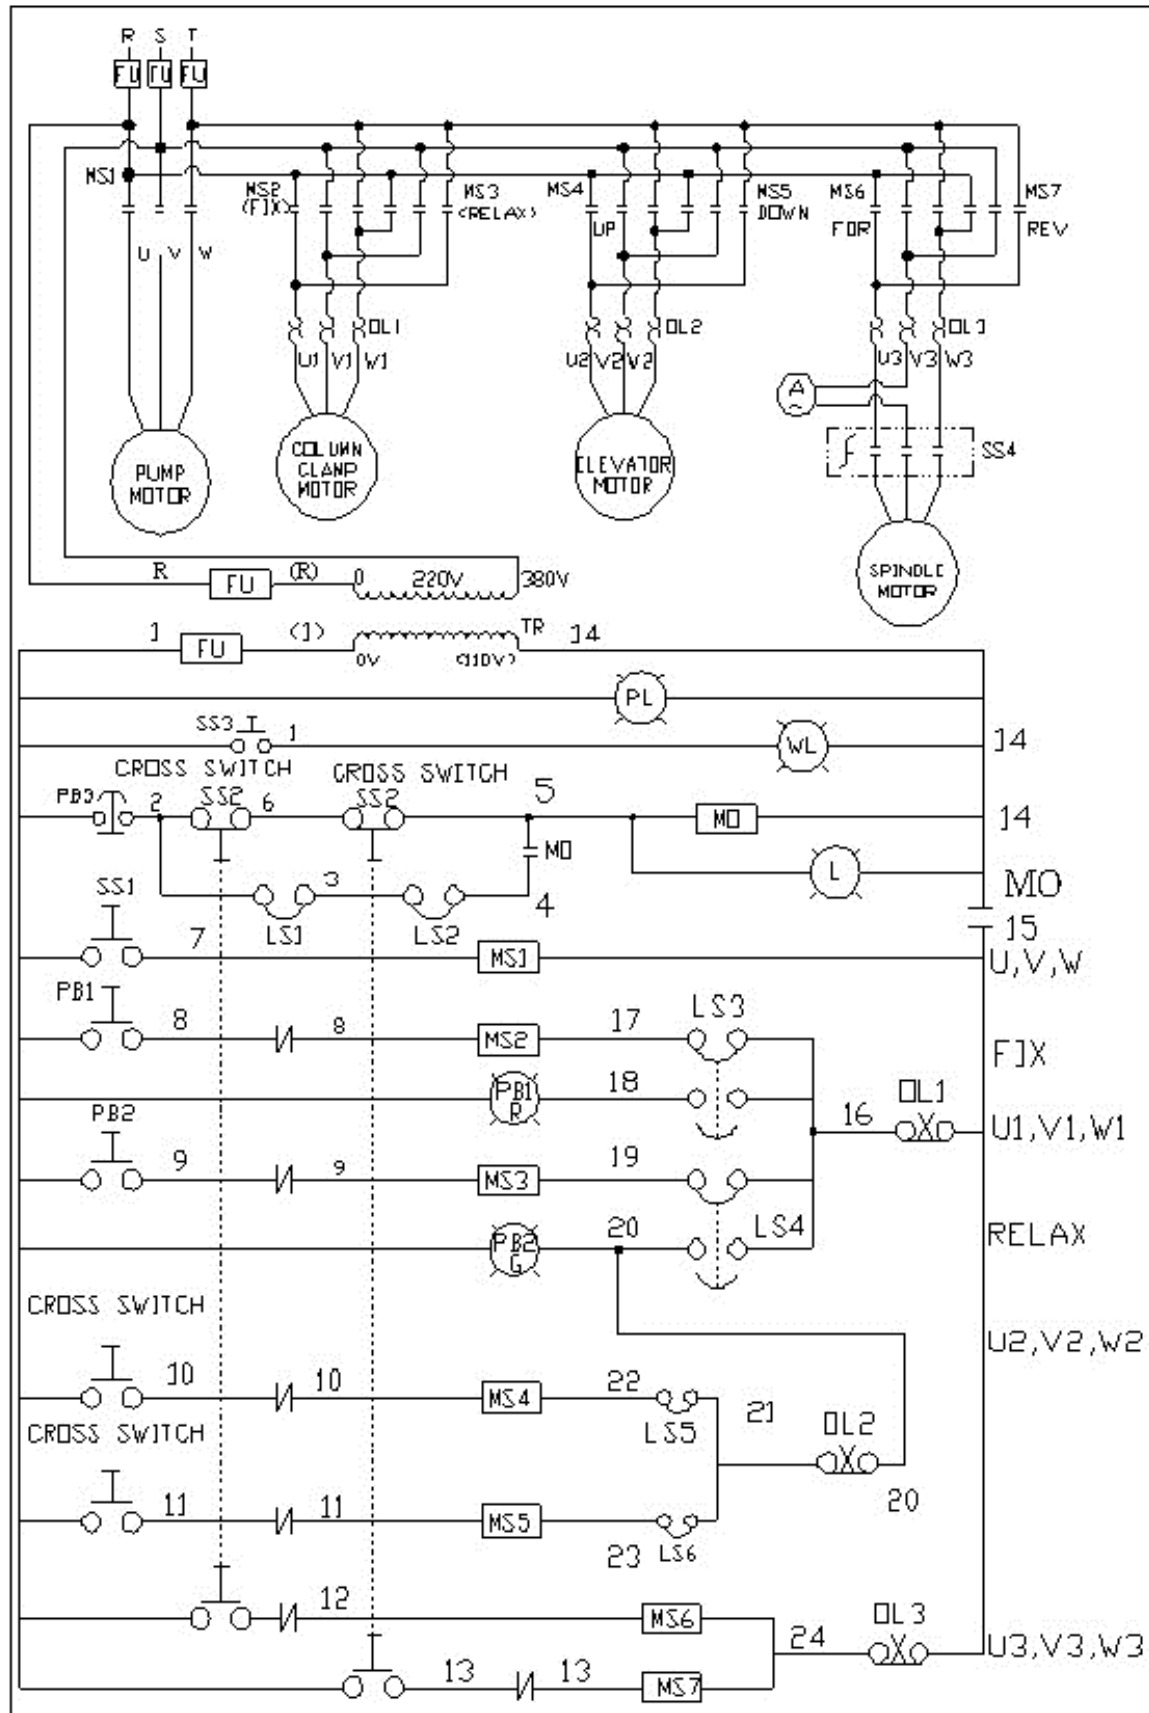 R S T
FU FU FU
MS1 MS2 (FIX) MS3 (RELAX) MS4 MS5 DOWN MS6 MS7
UP FOR REV
U V W
OL1 OL2 OL3
U1 V1 W1 U2 V2 V2 U3 V3 W3
A
SS4
PUMP MOTOR
COLUMN CLAMP MOTOR
ELEVATOR MOTOR
SPINDLE MOTOR
R FU (R) 0 220V 380V
1 FU (1) TR 14
0V (110V)
PL
SS3 1 WL 14
CROSS SWITCH CROSS SWITCH
PB3 2 SS2 6 SS2 5 MO 14
MO
L
SS1 3 4 MO
LS1 LS2 15
7 MS1 U,V,W
PB1 LS3
8 8 MS2 17 FIX
PB1 R 18
PB2 16 OL1 U1,V1,W1
9 9 MS3 19
PB2 G 20 LS4 RELAX
CROSS SWITCH
U2,V2,W2
10 10 MS4 22 LS5 21
CROSS SWITCH
OL2
20
11 11 MS5 23 LS6
12 MS6 OL3
24 U3,V3,W3
13 13 MS7